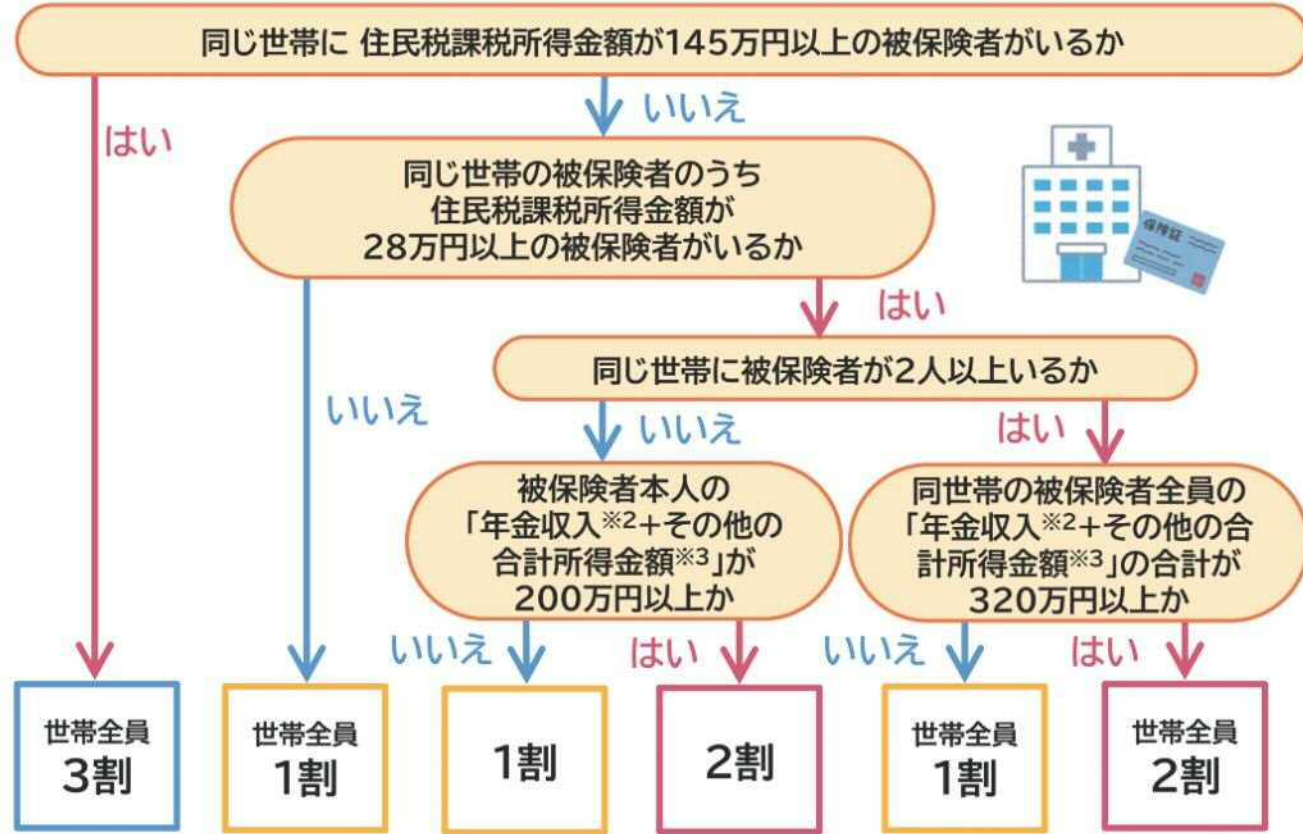 同じ世帯に 住民税課税所得金額が145万円以上の被保険者がいるか
はい
いいえ
同じ世帯の被保険者のうち
住民税課税所得金額が
28万円以上の被保険者がいるか
保険証
いいえ
はい
同じ世帯に被保険者が2人以上いるか
いいえ
はい
被保険者本人の
「年金収入※2+その他の
合計所得金額※3」が
200万円以上か
同世帯の被保険者全員の
「年金収入※2+その他の合
計所得金額※3」の合計が
320万円以上か
いいえ
はい
いいえ
はい
世帯全員
3割
世帯全員
1割
1割
2割
世帯全員
1割
世帯全員
2割